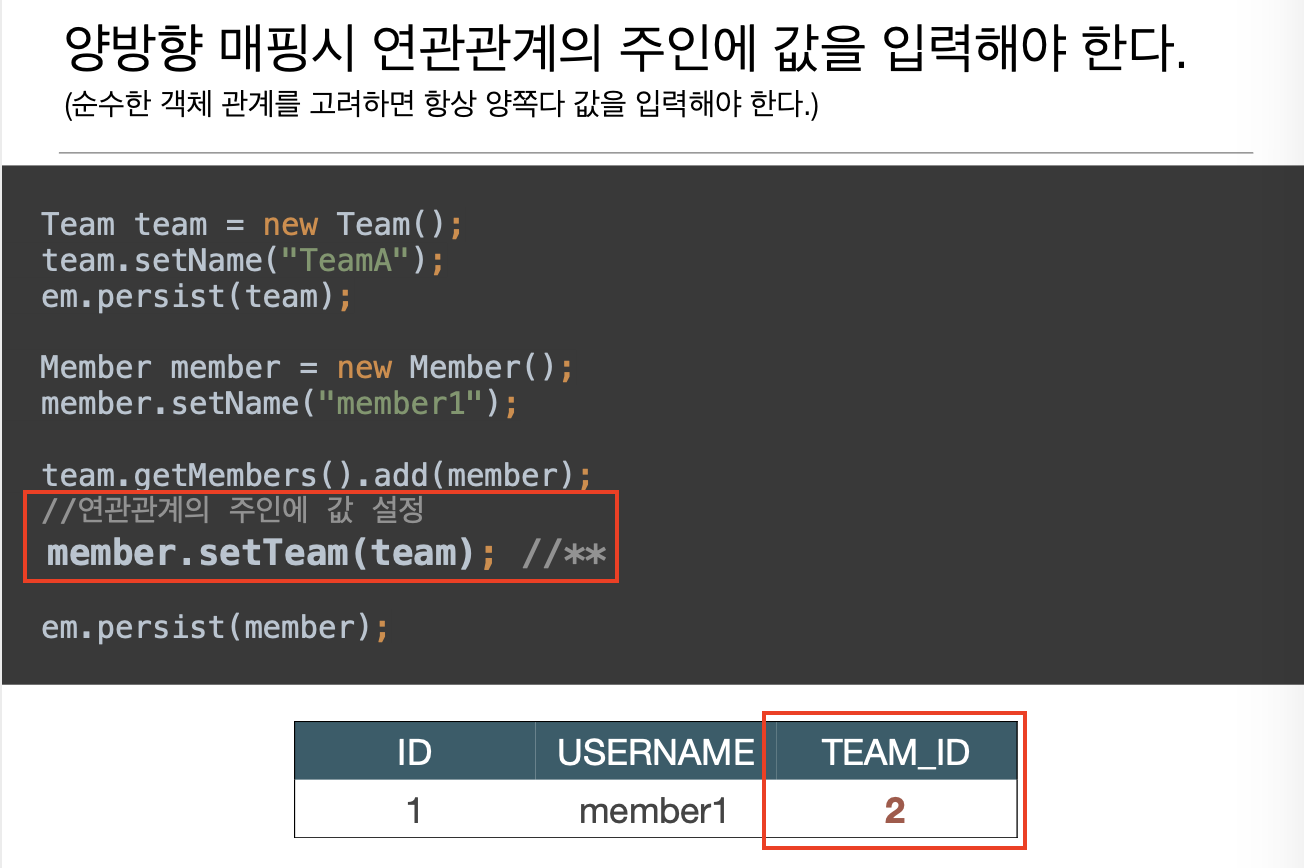 양방향 매핑시 연관관계의 주인에 값을 입력해야 한다.
(순수한 객체 관계를 고려하면 항상 양쪽다 값을 입력해야 한다.)
Team team = new Team();
team.setName("TeamA");
em.persist(team);
Member member = new Member();
member.setName("member1");
team.getMembers().add(member);
//연관관계의 주인에 값 설정
member.setTeam(team); //**
em.persist(member);
ID USERNAME TEAM_ID
1 member1 2